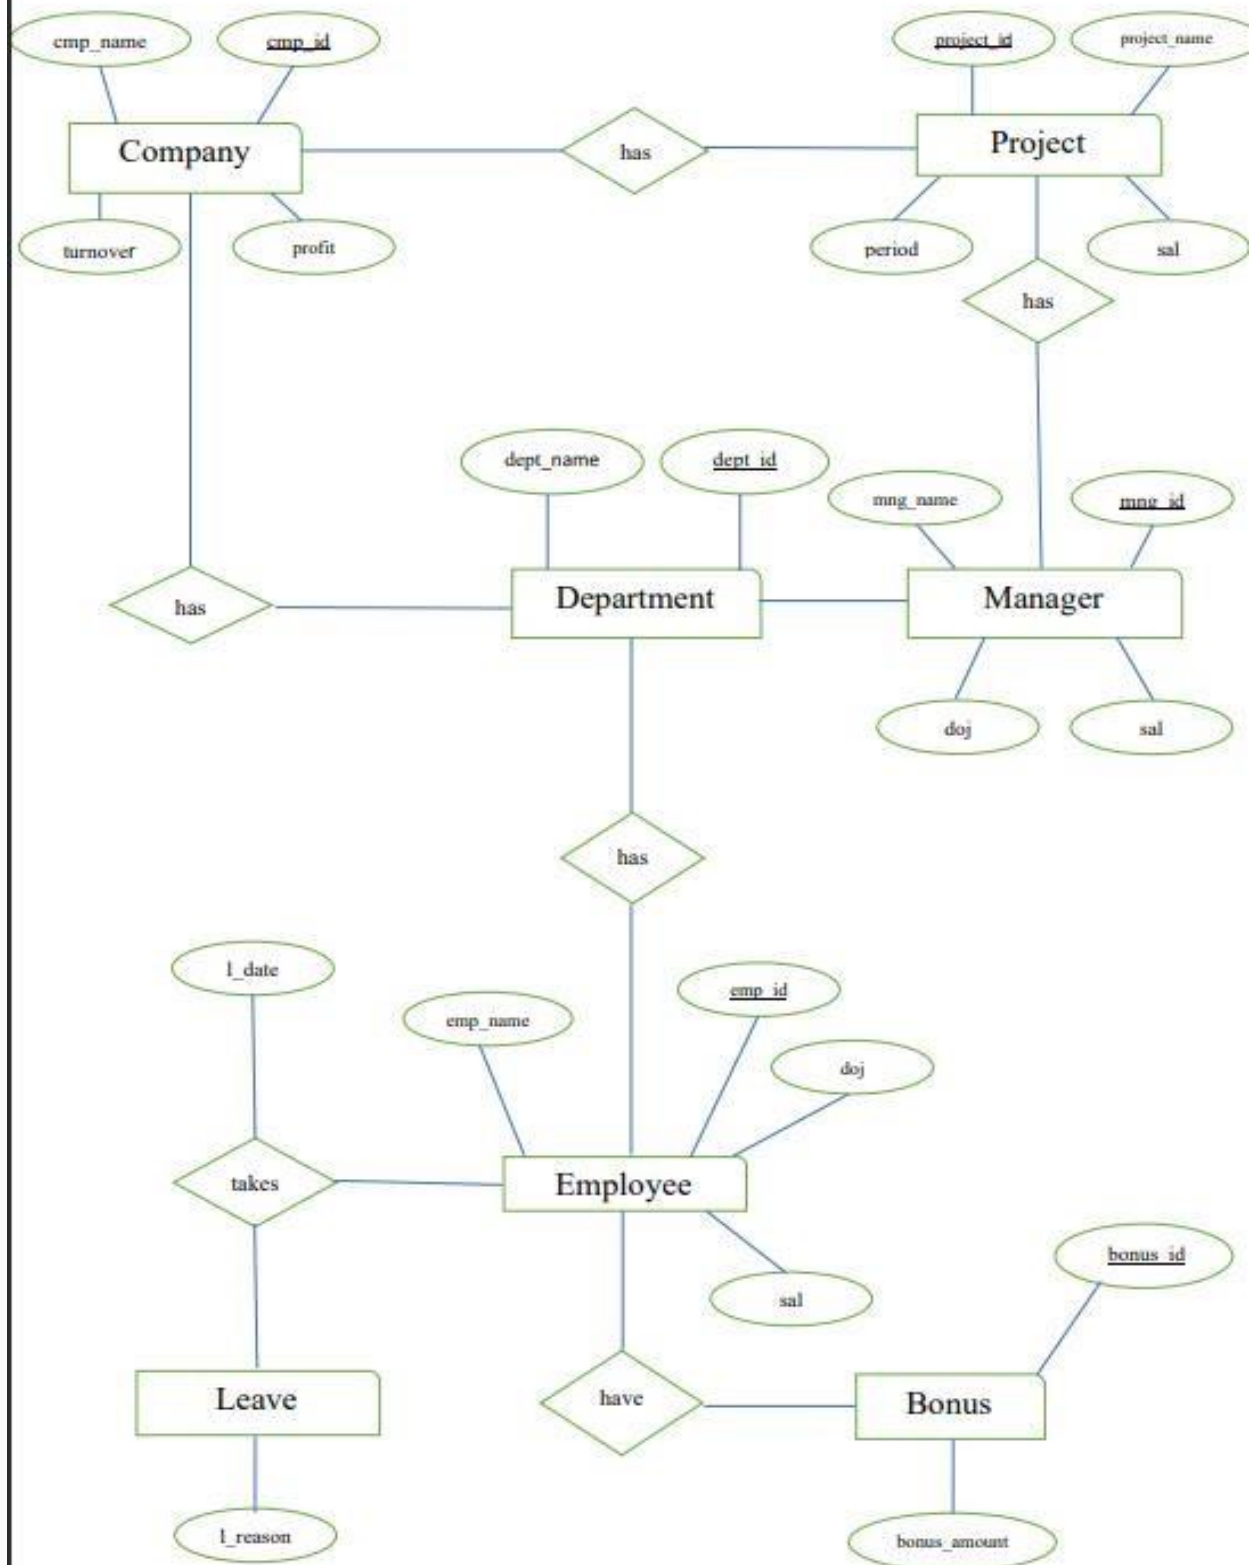 cmp_name
cmp_id
project_id
project_name
Company
has
Project
turnover
profit
period
sal
has
dept_name
dept_id
mng_name
mng_id
has
Department
Manager
doj
sal
has
l_date
emp_name
emp_id
doj
takes
Employee
sal
bonus_id
Leave
have
Bonus
l_reason
bonus_amount